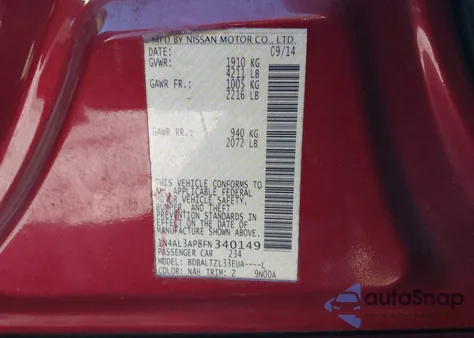 MFD BY NISSAN MOTOR CO., LTD.
DATE: 09/14
GVWR: 1910 KG
4211 LB
GAWR FR.: 1005 KG
2216 LB
GAWR RR.: 940 KG
2072 LB
THIS VEHICLE CONFORMS TO
ALL APPLICABLE FEDERAL
MOTOR VEHICLE SAFETY,
BUMPER, AND THEFT
PREVENTION STANDARDS
IN EFFECT ON THE DATE OF
MANUFACTURE SHOWN ABOVE.
1N4AL3AP8FN 340149
PASSENGER CAR 234
MODEL: BDBALTZL33EUA----L
COLOR: NAH TRIM: Z 9N00A
autoSnap